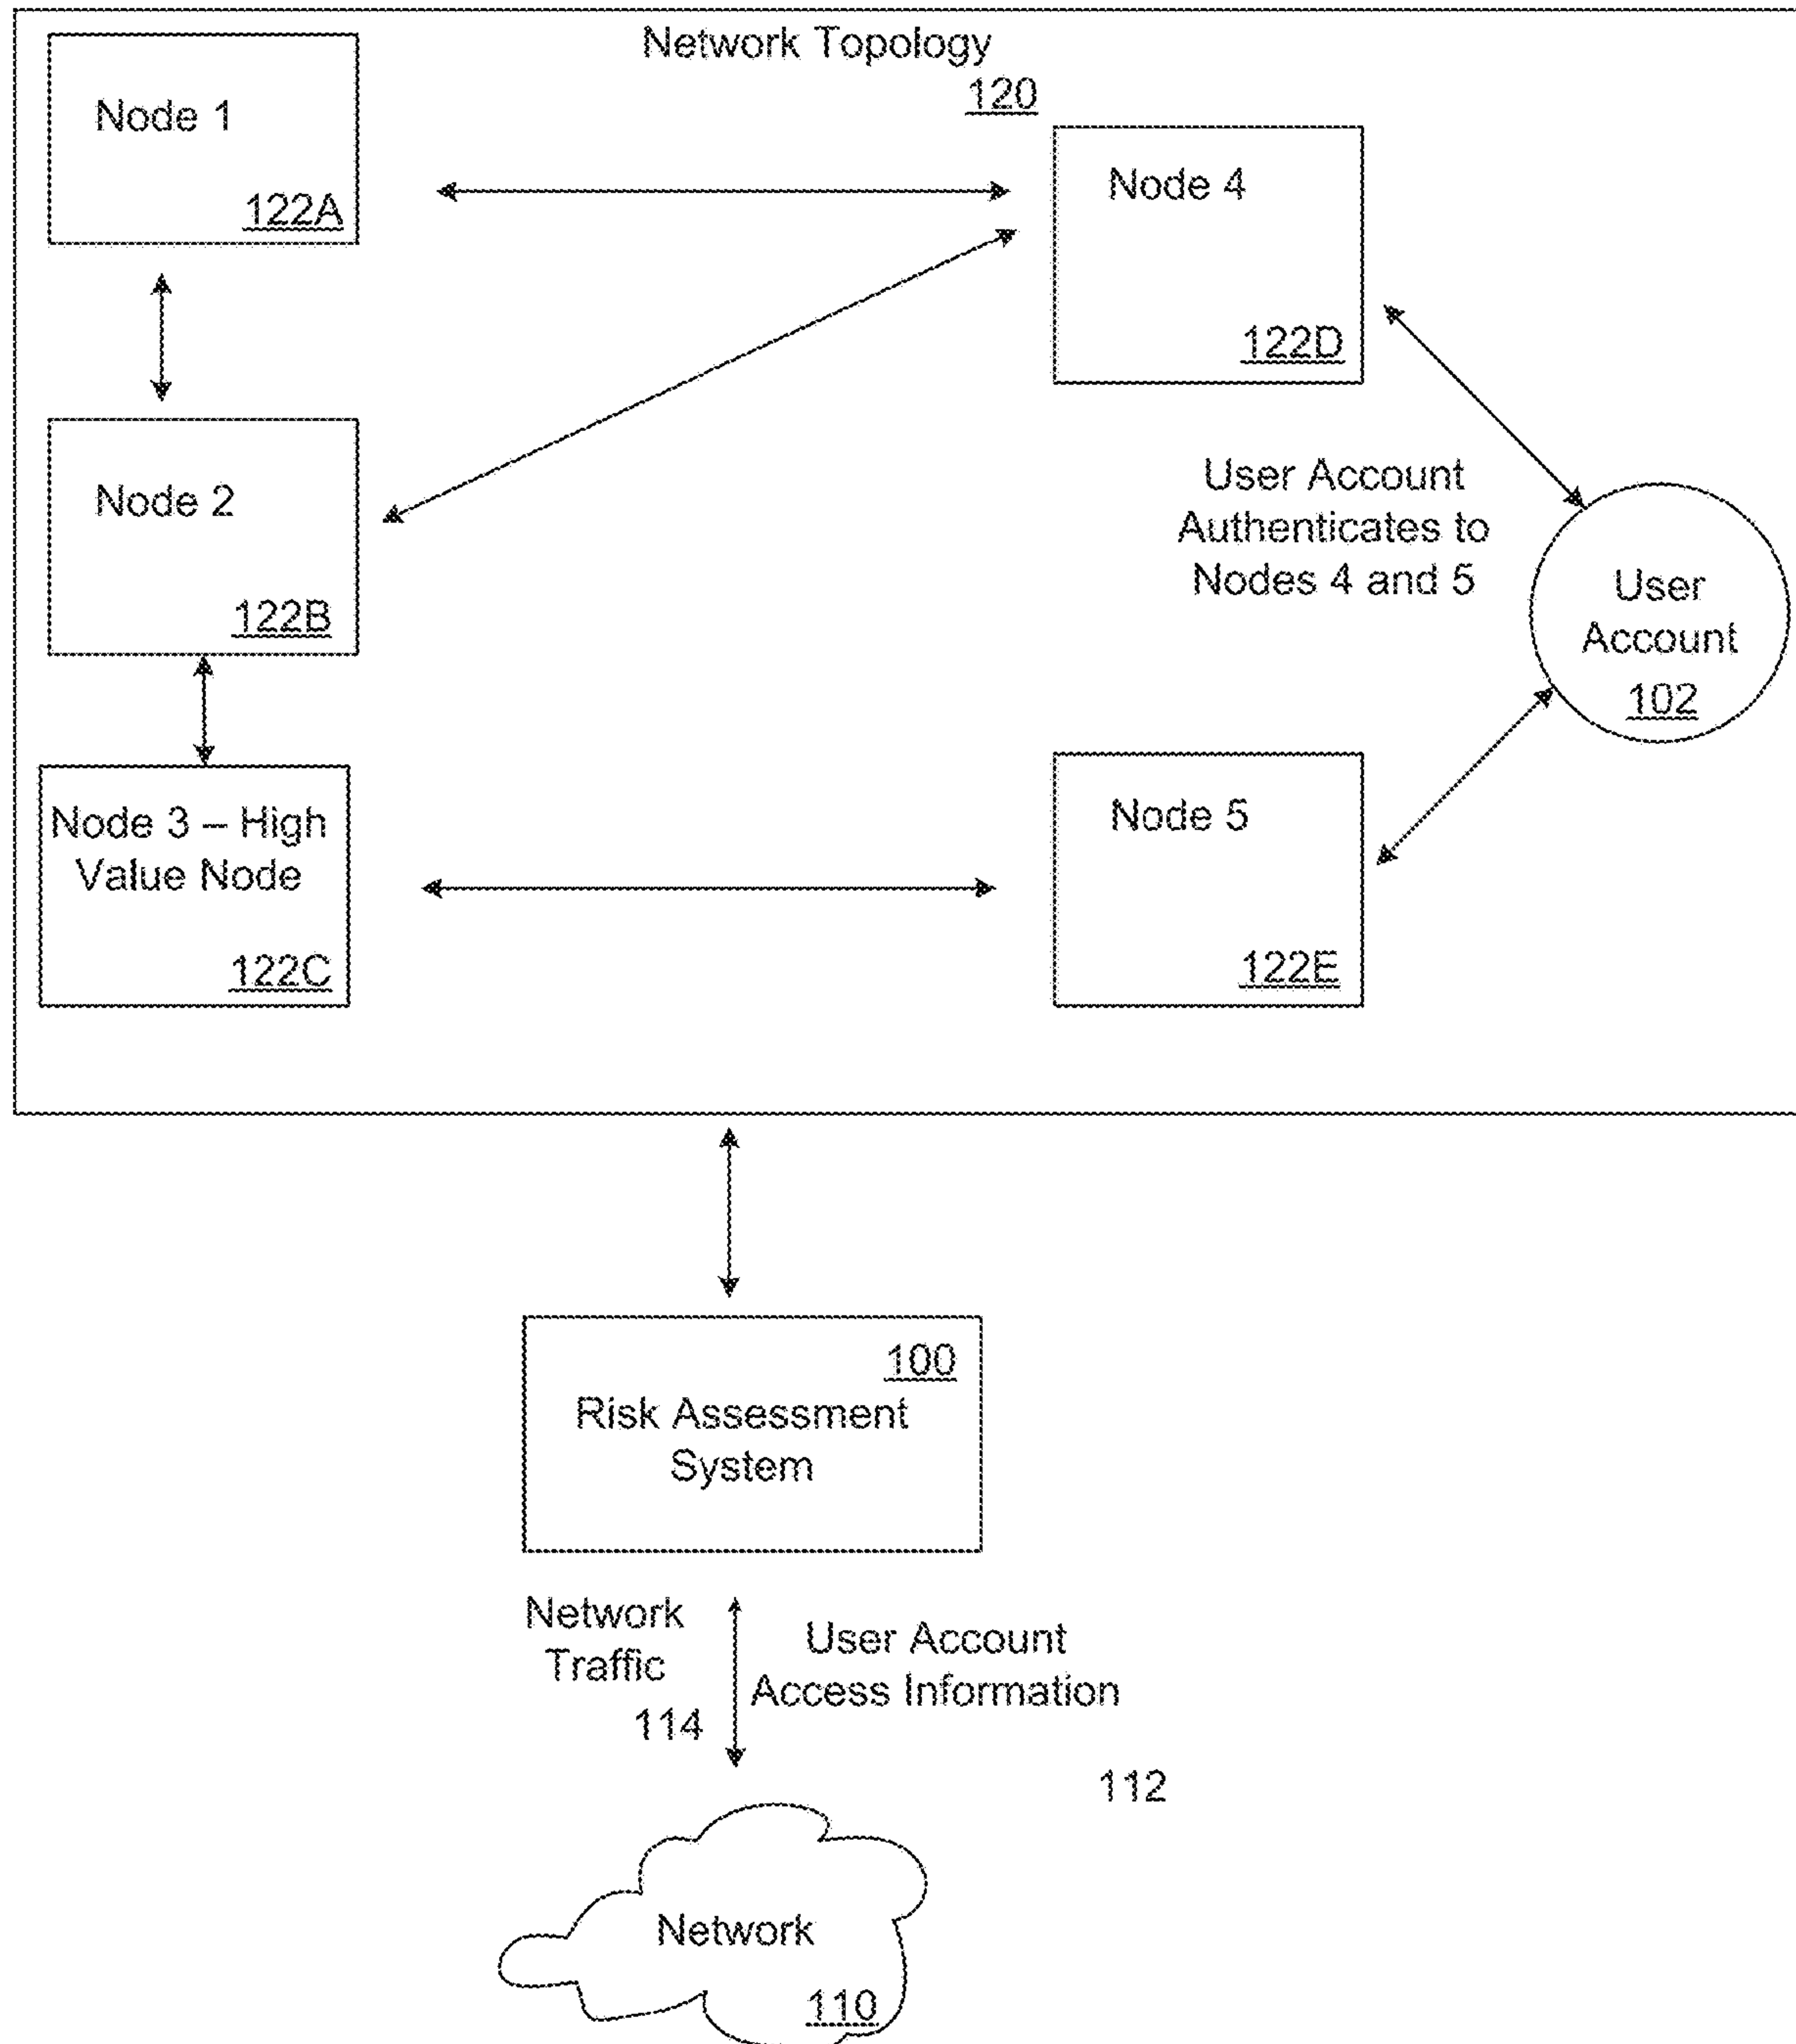 Network Topology
120
Node 1
122A
Node 4
122D
Node 2
122B
User Account
Authenticates to
Nodes 4 and 5
User
Account
102
Node 3 – High
Value Node
122C
Node 5
122E
100
Risk Assessment
System
Network
Traffic
114
User Account
Access Information
112
Network
110